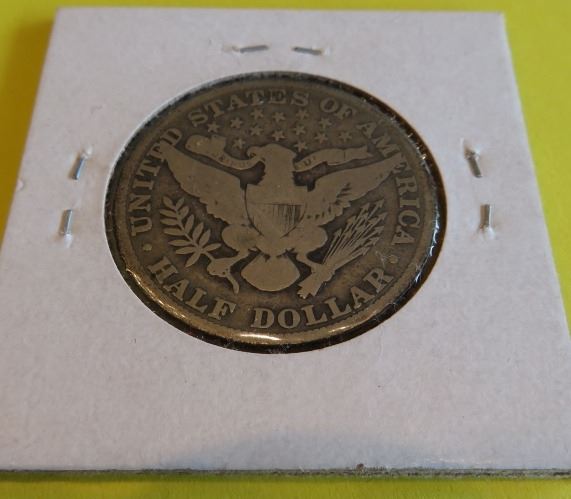 UNITED STATES OF AMERICA
HALF DOLLAR